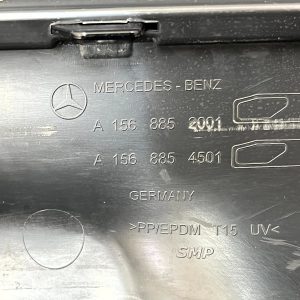 MERCEDES-BENZ
A 156 885 2001
A 156 885 4501
GERMANY
>PP/EPDM T15 UV<
SMP